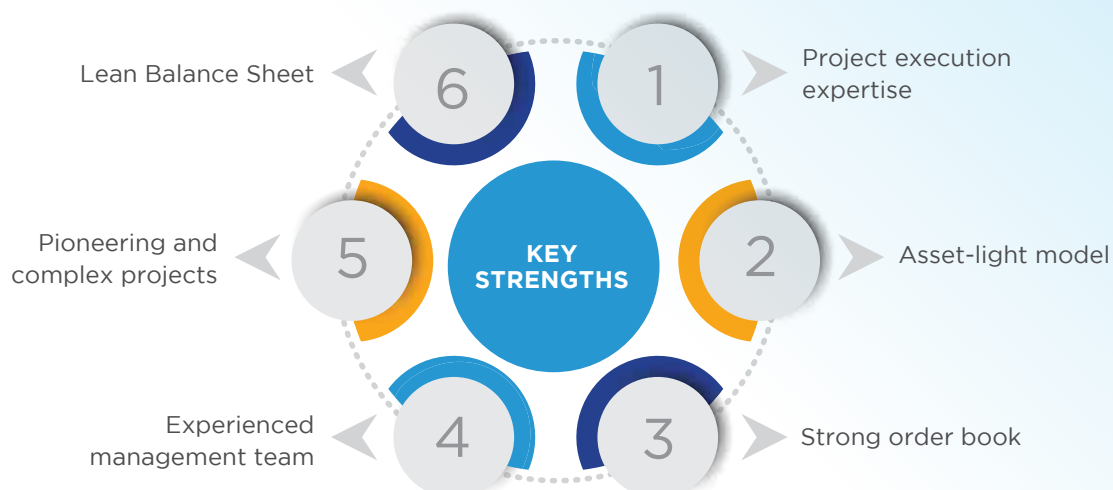 KEY
STRENGTHS
1
Project execution
expertise
2
Asset-light model
3
Strong order book
4
Experienced
management team
5
Pioneering and
complex projects
6
Lean Balance Sheet